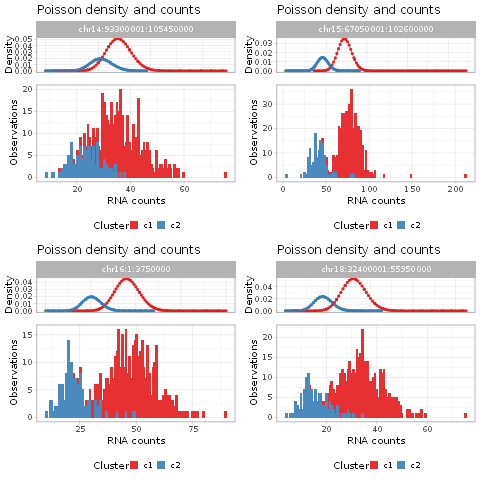 Poisson density and counts
chr14:93300001:105450000
Density
0.05
0.04
0.03
0.02
0.01
0.00
Observations
20
15
10
5
0
20
40
60
RNA counts
Cluster c1 c2
Poisson density and counts
chr15:67050001:102600000
Density
0.03
0.02
0.01
0.00
Observations
30
20
10
0
0
50
100
150
200
RNA counts
Cluster c1 c2
Poisson density and counts
chr16:1:3750000
Density
0.04
0.03
0.02
0.01
0.00
Observations
15
10
5
0
25
50
75
RNA counts
Cluster c1 c2
Poisson density and counts
chr18:32400001:55950000
Density
0.04
0.02
0.00
Observations
20
15
10
5
0
0
20
40
60
RNA counts
Cluster c1 c2